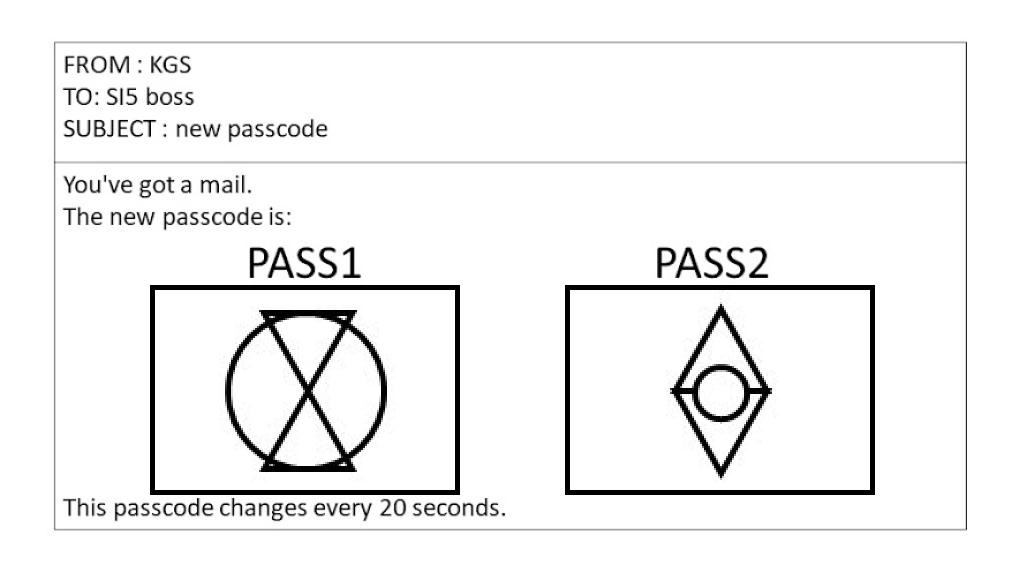 FROM : KGS
TO: SI5 boss
SUBJECT : new passcode
You've got a mail.
The new passcode is:
PASS1 PASS2
This passcode changes every 20 seconds.